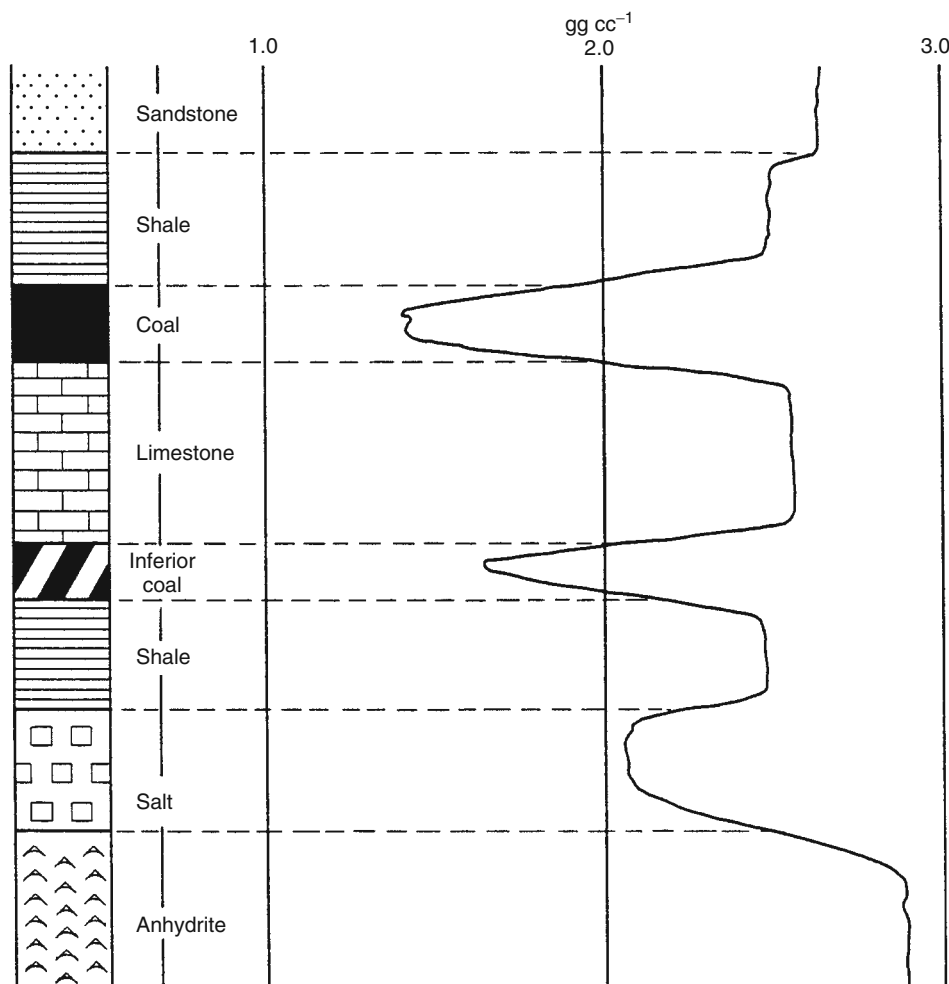 gg cc⁻¹
1.0 2.0 3.0
Sandstone
Shale
Coal
Limestone
Inferior
coal
Shale
Salt
Anhydrite